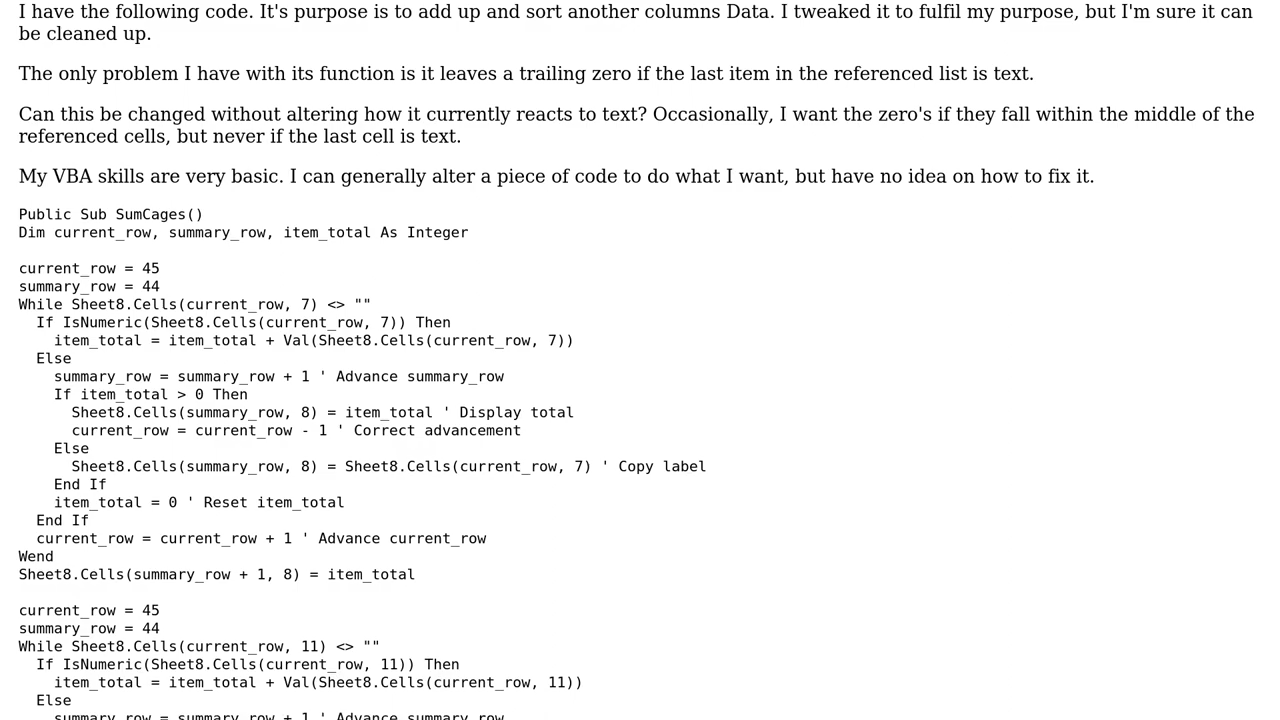 I have the following code. It's purpose is to add up and sort another columns Data. I tweaked it to fulfil my purpose, but I'm sure it can
be cleaned up.
The only problem I have with its function is it leaves a trailing zero if the last item in the referenced list is text.
Can this be changed without altering how it currently reacts to text? Occasionally, I want the zero's if they fall within the middle of the
referenced cells, but never if the last cell is text.
My VBA skills are very basic. I can generally alter a piece of code to do what I want, but have no idea on how to fix it.
Public Sub SumCages()
Dim current_row, summary_row, item_total As Integer
current_row = 45
summary_row = 44
While Sheet8.Cells(current_row, 7) <> ""
  If IsNumeric(Sheet8.Cells(current_row, 7)) Then
    item_total = item_total + Val(Sheet8.Cells(current_row, 7))
  Else
    summary_row = summary_row + 1 ' Advance summary_row
    If item_total > 0 Then
      Sheet8.Cells(summary_row, 8) = item_total ' Display total
      current_row = current_row - 1 ' Correct advancement
    Else
      Sheet8.Cells(summary_row, 8) = Sheet8.Cells(current_row, 7) ' Copy label
    End If
    item_total = 0 ' Reset item_total
  End If
  current_row = current_row + 1 ' Advance current_row
Wend
Sheet8.Cells(summary_row + 1, 8) = item_total
current_row = 45
summary_row = 44
While Sheet8.Cells(current_row, 11) <> ""
  If IsNumeric(Sheet8.Cells(current_row, 11)) Then
    item_total = item_total + Val(Sheet8.Cells(current_row, 11))
  Else
    summary_row = summary_row + 1 ' Advance summary_row